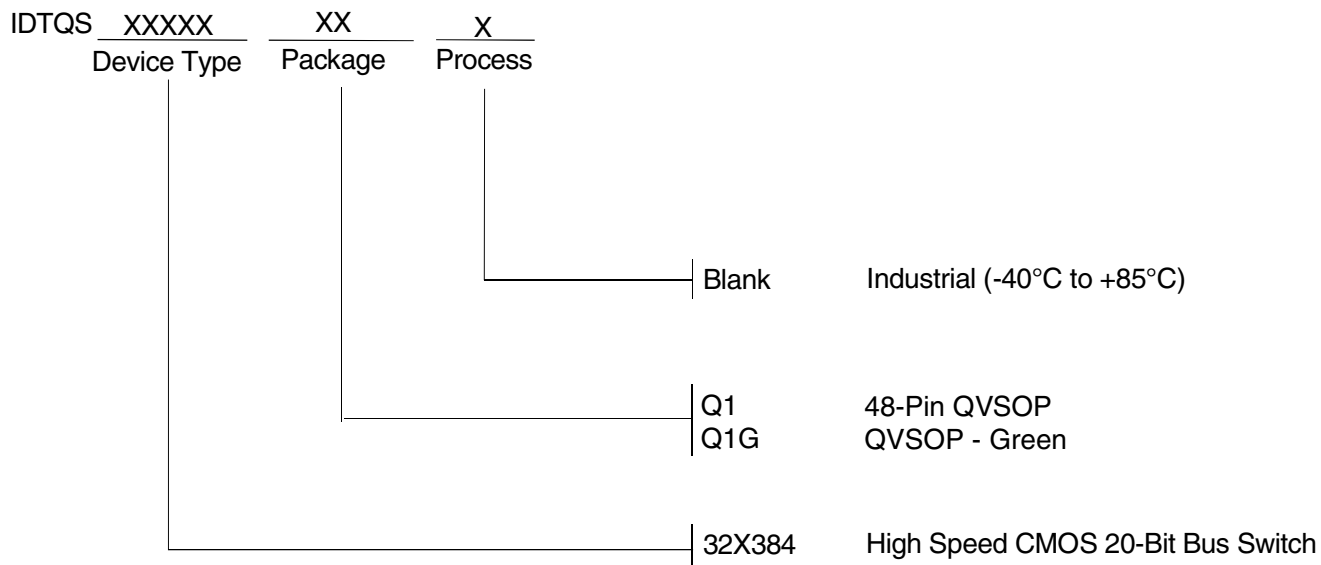 IDTQS XXXXX XX X
Device Type Package Process
Blank Industrial (-40°C to +85°C)
Q1 48-Pin QVSOP
Q1G QVSOP - Green
32X384 High Speed CMOS 20-Bit Bus Switch